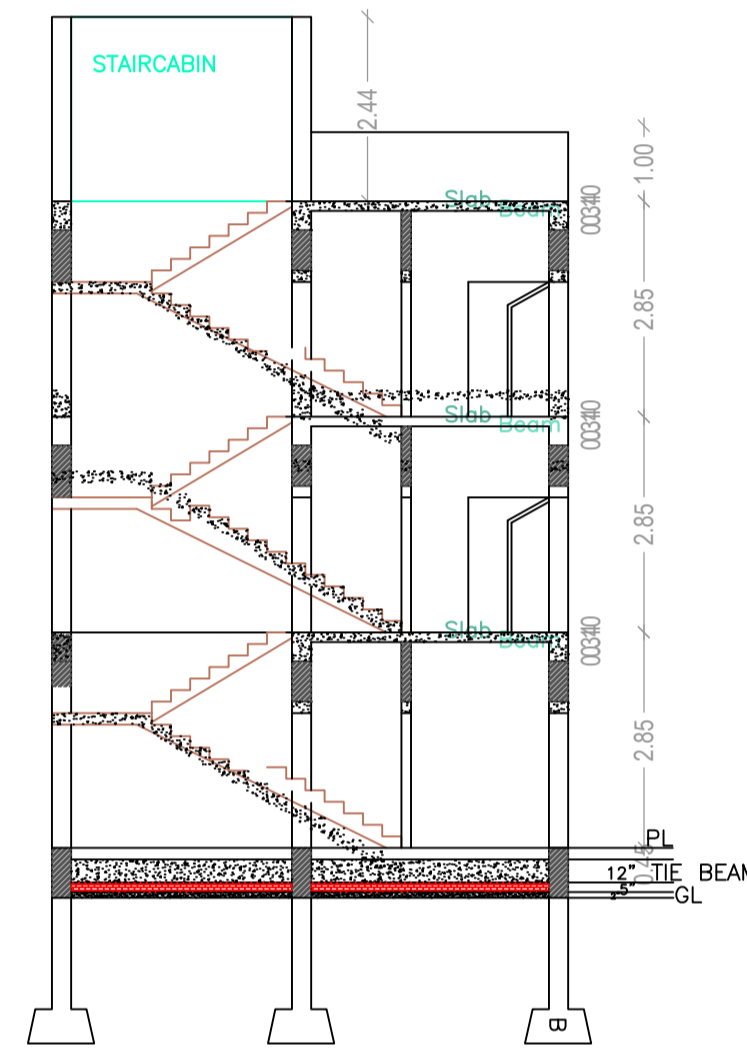 STAIRCABIN
2.44
1.00
Slab
Beam
2.85
Slab
Beam
2.85
Slab
Beam
2.85
PL
12" TIE BEAM
5"
GL
B